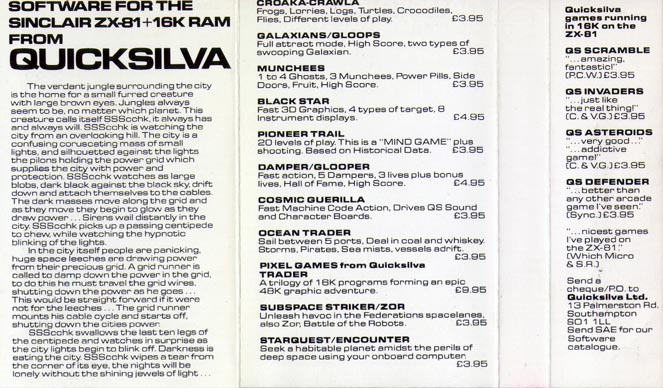 SOFTWARE FOR THE
SINCLAIR ZX-81+16K RAM
FROM
QUICKSILVA
The verdant jungle surrounding the city
is the home for a small furred creature
with large brown eyes. Jungles always
seem to be, no matter which planet. This
creature calls itself SSScchk, it always has
and always will. SSScchk is watching the
city from an overlooking hill. The city is a
confusing coruscating mass of small
lights, and silhouetted against the lights
the pilons holding the power grid which
supplies the city with power and
protection. SSScchk watches as large
blobs, dark black against the black sky, drift
down and attach themselves to the cables.
The dark masses move along the grid and
as they move they begin to glow as they
draw power ... Sirens wail distantly in the
city. SSScchk picks up a passing centipede
to chew, while watching the hypnotic
blinking of the lights.
In the city itself people are panicking,
huge space leeches are drawing power
from their precious grid. A grid runner is
called to damp down the power in the grid,
to do this he must travel the grid wires,
shutting down the power as he goes ...
This would be straight forward if it were
not for the leeches ... The grid runner
mounts his cable cycle and starts off,
shutting down the cities power.
SSScchk swallows the last ten legs of
the centipede and watches in surprise as
the city lights begin to blink off. Darkness is
eating the city. SSScchk wipes a tear from
the corner of its eye, the nights will be
lonely without the shining jewels of light ...
CROAKA-CRAWLA
Frogs, Lorries, Logs, Turtles, Crocodiles,
Flies, Different levels of play. £3.95
GALAXIANS/GLOOPS
Full attract mode, High Score, two types of
swooping Galaxian. £3.95
MUNCHEES
1 to 4 Ghosts, 3 Munchees, Power Pills, Side
Doors, Fruit, High Score. £3.95
BLACK STAR
Fast 3D Graphics, 4 types of target, 8
Instrument displays. £4.95
PIONEER TRAIL
20 levels of play. This is a "MIND GAME" plus
shooting. Based on Historical Data. £3.95
DAMPER/GLOOPER
Fast action, 5 Dampers, 3 lives plus bonus
lives, Hall of Fame, High Score. £4.95
COSMIC GUERILLA
Fast Machine Code Action, Drives QS Sound
and Character Boards. £3.95
OCEAN TRADER
Sail between 5 ports, Deal in coal and whiskey.
Storms, Pirates, Sea mists, vessels adrift.
£3.95
PIXEL GAMES from Quicksilva
TRADER
A trilogy of 16K programs forming an epic
48K graphic adventure. £9.95
SUBSPACE STRIKER/ZOR
Unleash havoc in the Federations spacelanes,
also Zor, Battle of the Robots. £3.95
STARQUEST/ENCOUNTER
Seek a habitable planet amidst the perils of
deep space using your onboard computer.
£3.95
Quicksilva
games running
in 16K on the
ZX-81
QS SCRAMBLE
"...amazing,
fantastic!"
(P.C.W.) £3.95
QS INVADERS
"...just like
the real thing!"
(C. & V.G.) £3.95
QS ASTEROIDS
"...very good..."
"...addictive
game!"
(C. & V.G.) £3.95
QS DEFENDER
"...better than
any other arcade
game I've seen."
(Sync.) £3.95
"...nicest games
I've played on
the ZX-81."
(Which Micro
& S.R.)
Send a
cheque/P.O. to
Quicksilva Ltd.
13 Palmerston Rd.
Southampton
SO1 1LL
Send SAE for our
Software
catalogue.